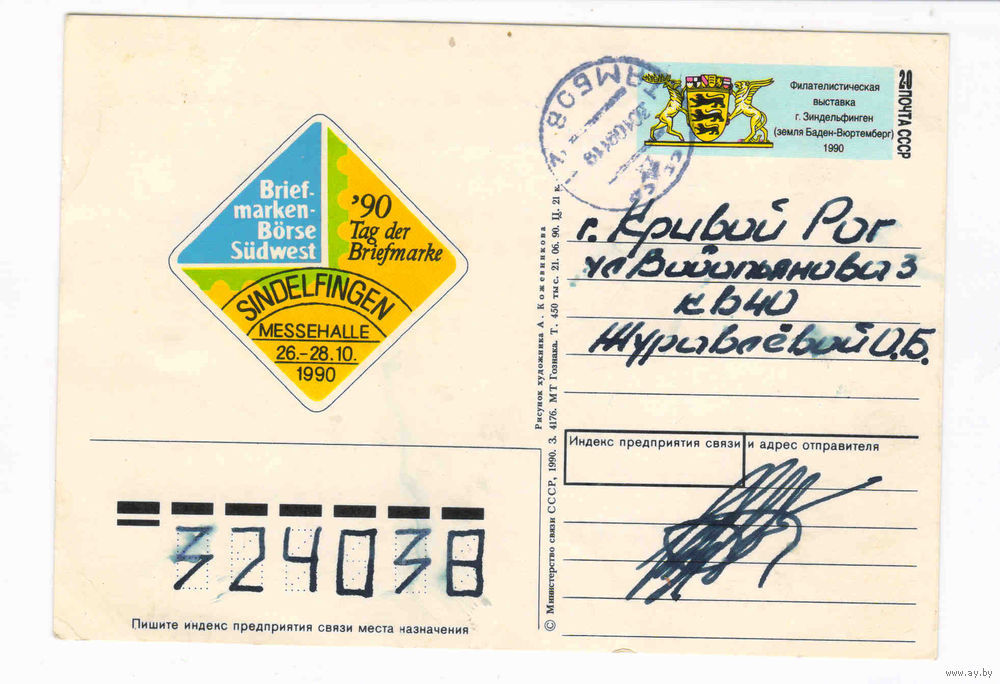 Brief-
marken-
Börse
Südwest
'90
Tag der
Briefmarke
SINDELFINGEN
MESSEHALLE
26.–28.10.
1990
Филателистическая
выставка
г. Зиндельфинген
(земля Баден-Вюртемберг)
1990
20 ПОЧТА СССР
ТАМБОВ
г. Кривой Рог
ул 3
кв 40
Журавлёвой О.Б.
Рисунок художника А. Кожевникова
© Министерство связи СССР, 1990. З. 4176. МТ Гознака. Т. 450 тыс. 21. 06. 90. Ц. 21 к.
Индекс предприятия связи и адрес отправителя
324038
Пишите индекс предприятия связи места назначения
www.ay.by